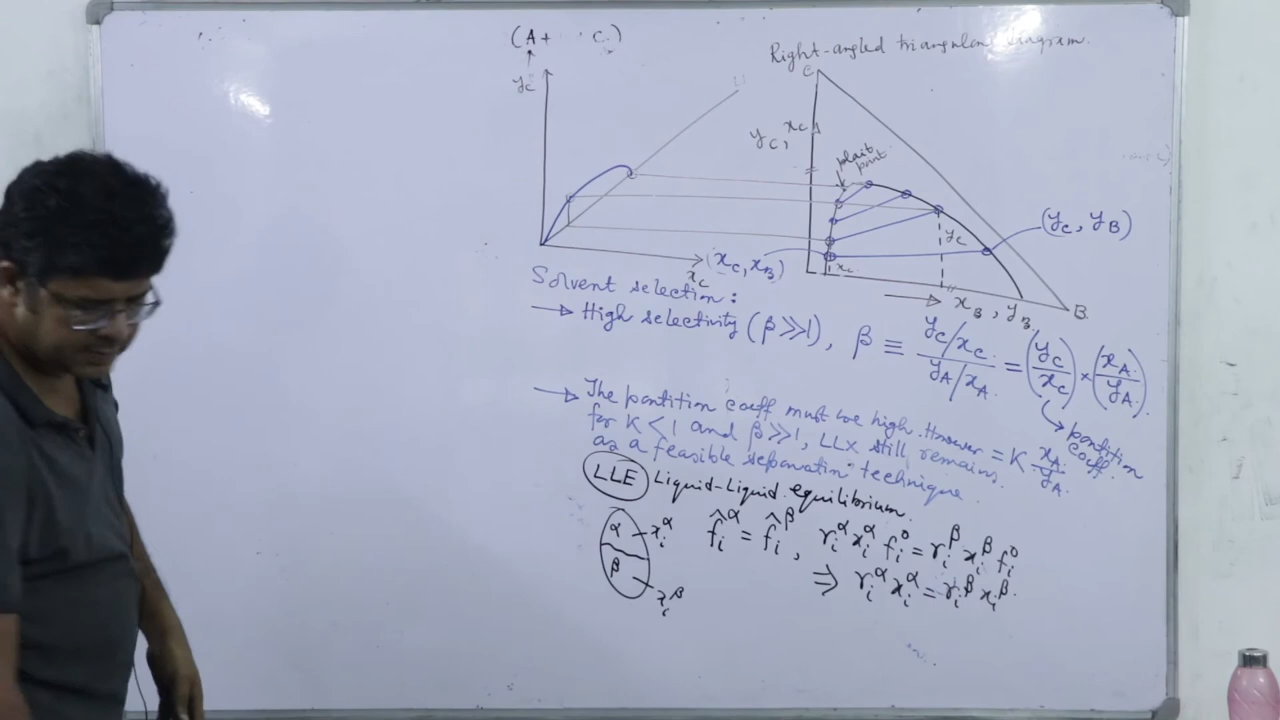 (A+ C)
Right-angled triangular diagram.
y_C
C
y_C, x_C
plait point
(y_C, y_B)
y_C
x_C
(x_C, x_B)
x_C
x_B, y_B
B
Solvent selection:
→ High selectivity (β>>1), β ≡ (y_C/x_C)/(y_A/x_A) = (y_C/x_C) × (x_A/y_A).
partition coeff.
= K x_A/y_A.
→ The partition coeff must be high. However
for K<1 and β>>1, LLX still remains
as a feasible separation technique.
LLE Liquid-Liquid equilibrium.
α x_i^α
β x_i^β
f̂_i^α = f̂_i^β, γ_i^α x_i^α f_i^0 = γ_i^β x_i^β f_i^0
⇒ γ_i^α x_i^α = γ_i^β x_i^β.